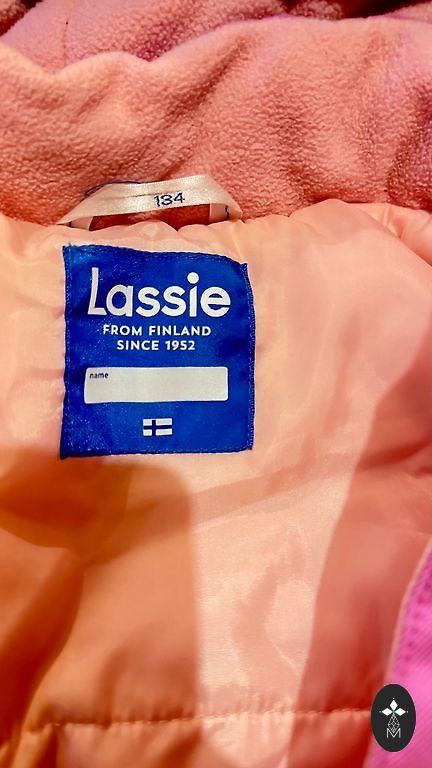 134
Lassie
FROM FINLAND
SINCE 1952
name